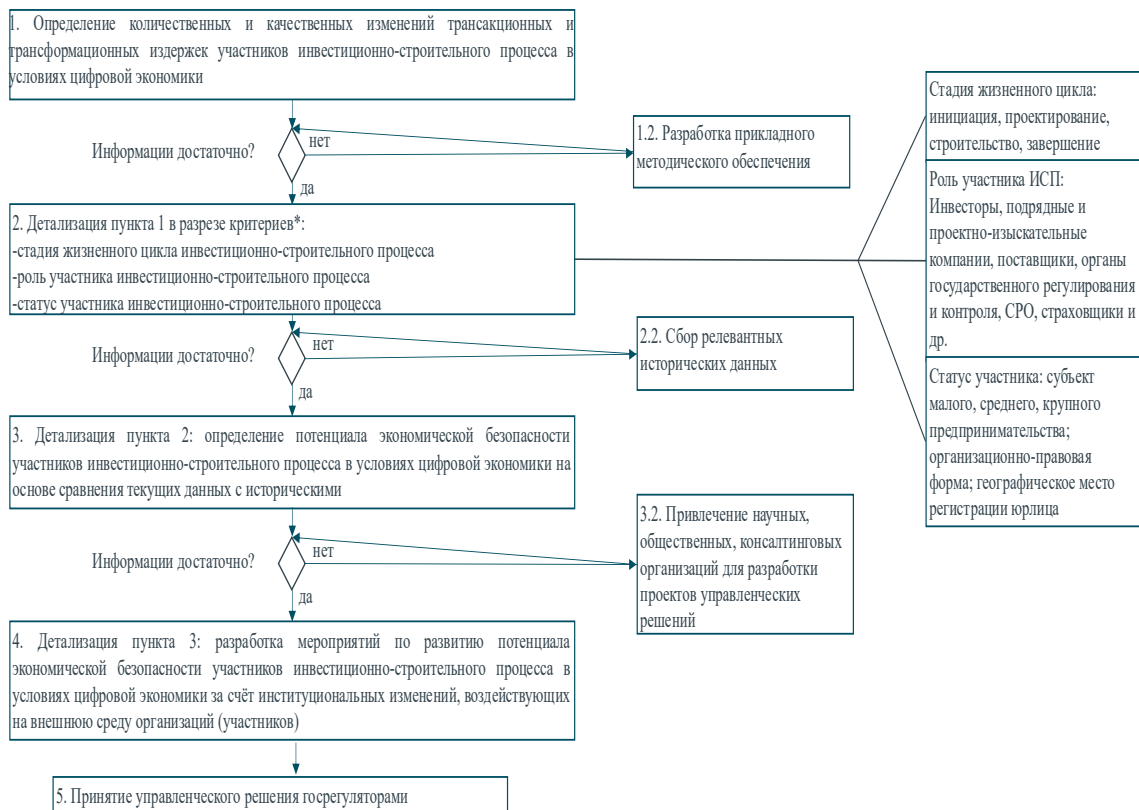 1. Определение количественных и качественных изменений трансакционных и
трансформационных издержек участников инвестиционно-строительного процесса в
условиях цифровой экономики
Информации достаточно?
нет
да
1.2. Разработка прикладного
методического обеспечения
2. Детализация пункта 1 в разрезе критериев*:
-стадия жизненного цикла инвестиционно-строительного процесса
-роль участника инвестиционно-строительного процесса
-статус участника инвестиционно-строительного процесса
Стадия жизненного цикла:
инициация, проектирование,
строительство, завершение
Роль участника ИСП:
Инвесторы, подрядные и
проектно-изыскательные
компании, поставщики, органы
государственного регулирования
и контроля, СРО, страховщики и
др.
Статус участника: субъект
малого, среднего, крупного
предпринимательства;
организационно-правовая
форма; географическое место
регистрации юрлица
Информации достаточно?
нет
да
2.2. Сбор релевантных
исторических данных
3. Детализация пункта 2: определение потенциала экономической безопасности
участников инвестиционно-строительного процесса в условиях цифровой экономики на
основе сравнения текущих данных с историческими
Информации достаточно?
нет
да
3.2. Привлечение научных,
общественных, консалтинговых
организаций для разработки
проектов управленческих
решений
4. Детализация пункта 3: разработка мероприятий по развитию потенциала
экономической безопасности участников инвестиционно-строительного процесса в
условиях цифровой экономики за счёт институциональных изменений, воздействующих
на внешнюю среду организаций (участников)
5. Принятие управленческого решения госрегуляторами